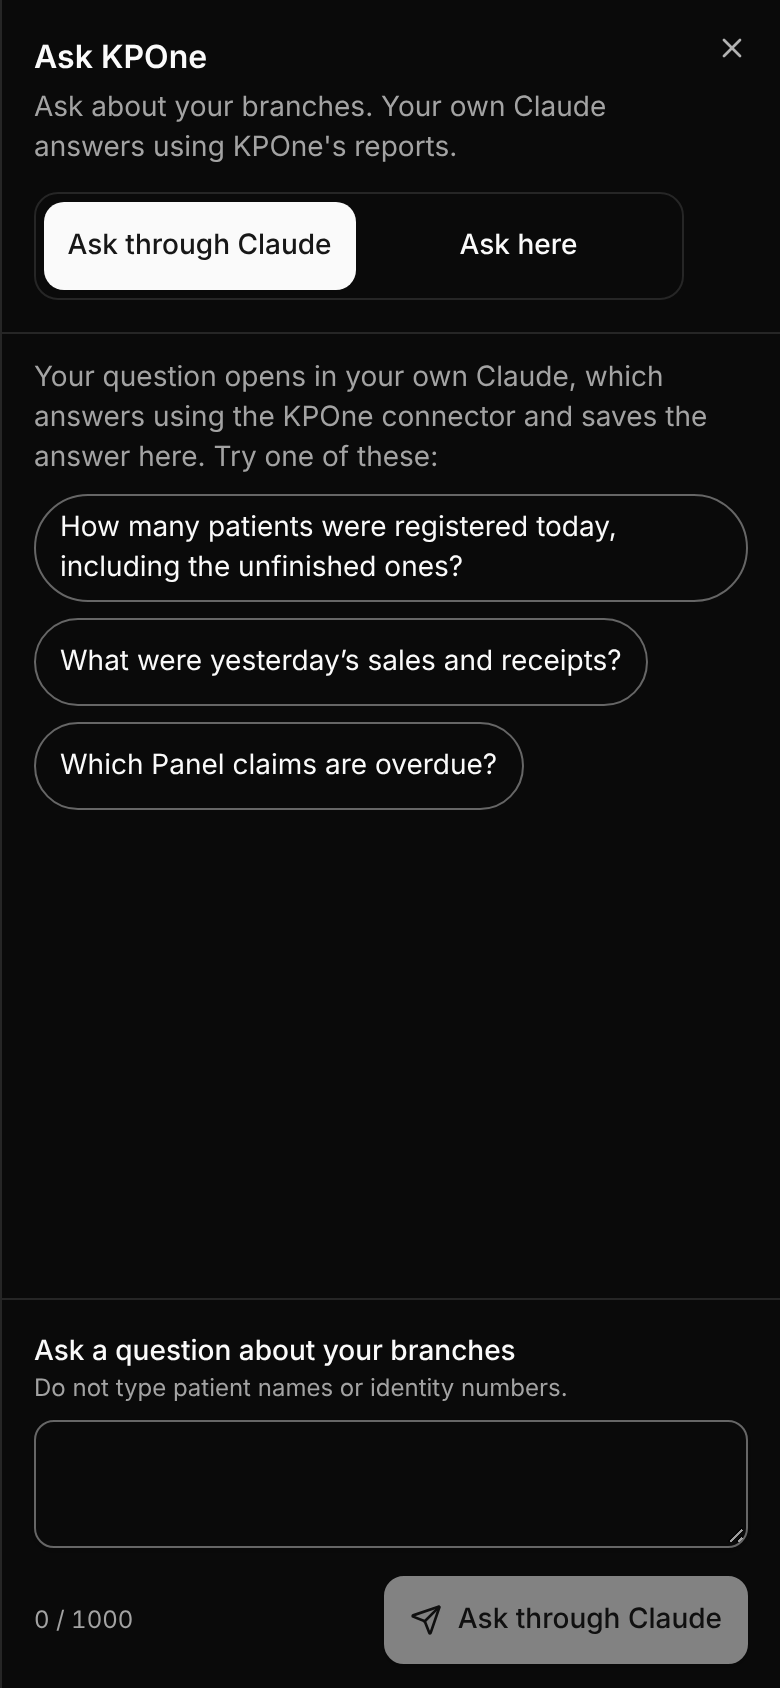 Ask KPOne
Ask about your branches. Your own Claude
answers using KPOne's reports.
Ask through Claude
Ask here
Your question opens in your own Claude, which
answers using the KPOne connector and saves the
answer here. Try one of these:
How many patients were registered today,
including the unfinished ones?
What were yesterday’s sales and receipts?
Which Panel claims are overdue?
Ask a question about your branches
Do not type patient names or identity numbers.
0 / 1000
Ask through Claude